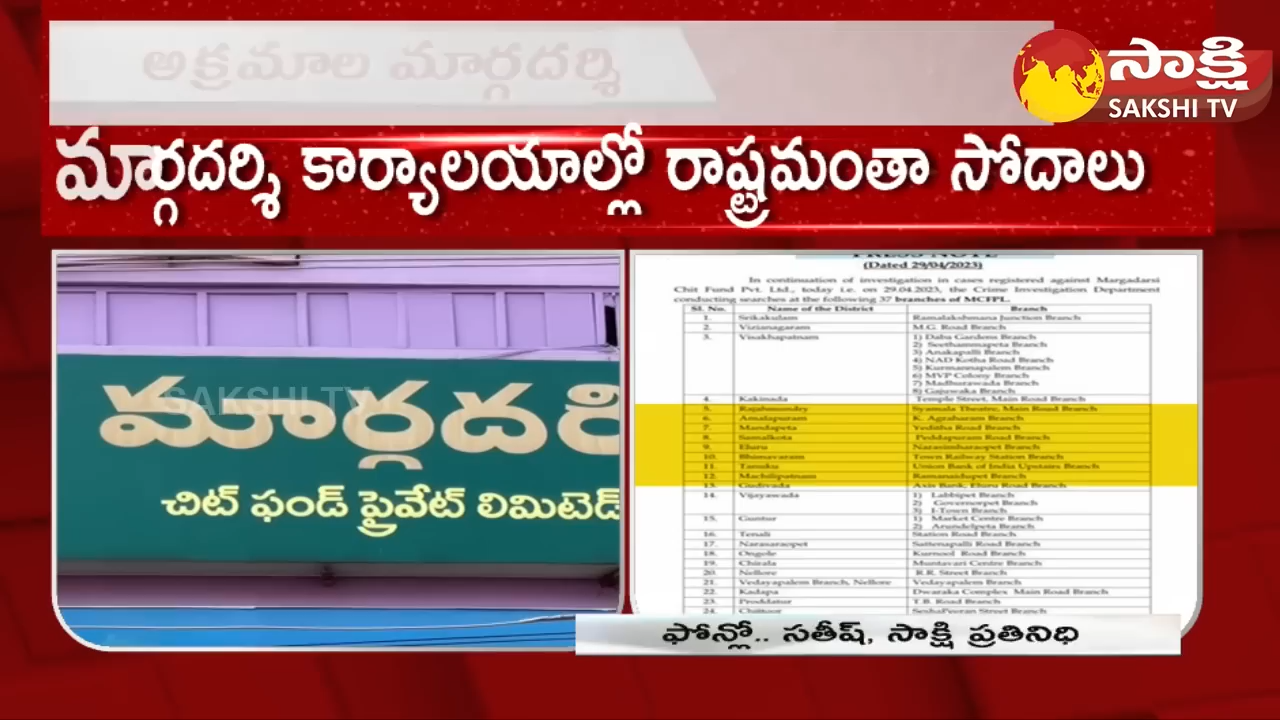 అక్రమాల మార్గదర్శి
సాక్షి
SAKSHI TV
మార్గదర్శి కార్యాలయాల్లో రాష్ట్రమంతా సోదాలు
SAKSHI TV
మార్గదర్శి
చిట్ ఫండ్ ప్రైవేట్ లిమిటెడ్
PRESS NOTE
(Dated 29/04/2023)
In continuation of investigation in cases registered against Margadarsi
Chit Fund Pvt. Ltd., today i.e. on 29.04.2023, the Crime Investigation Department
conducting searches at the following 37 branches of MCFPL.
Sl. No. Name of the District Branch
1. Srikakulam Ramalakshmana Junction Branch
2. Vizianagaram M.G. Road Branch
3. Visakhapatnam 1) Daba Gardens Branch
2) Seethammapeta Branch
3) Anakapalli Branch
4) NAD Kotha Road Branch
5) Kurmannapalem Branch
6) MVP Colony Branch
7) Madhurawada Branch
8) Gajuwaka Branch
4. Kakinada Temple Street, Main Road Branch
5. Rajahmundry Syamala Theatre, Main Road Branch
6. Amalapuram K. Agraharam Branch
7. Mandapeta Yeditha Road Branch
8. Samalkota Peddapuram Road Branch
9. Eluru Narasimharaopet Branch
10. Bhimavaram Town Railway Station Branch
11. Tanuku Union Bank of India Upstairs Branch
12. Machilipatnam Ramanaidupet Branch
13. Gudivada Axis Bank, Eluru Road Branch
14. Vijayawada 1) Labbipet Branch
2) Governorpet Branch
3) I-Town Branch
15. Guntur 1) Market Centre Branch
2) Arundelpeta Branch
16. Tenali Station Road Branch
17. Narasaraopet Sattenapalli Road Branch
18. Ongole Kurnool Road Branch
19. Chirala Muntavari Centre Branch
20. Nellore R.R. Street Branch
21. Vedayapalem Branch, Nellore Vedayapalem Branch
22. Kadapa Dwaraka Complex Main Road Branch
23. Proddatur T.B. Road Branch
24. Chittoor Street Branch
ఫోన్లో.. సతీష్, సాక్షి ప్రతినిధి